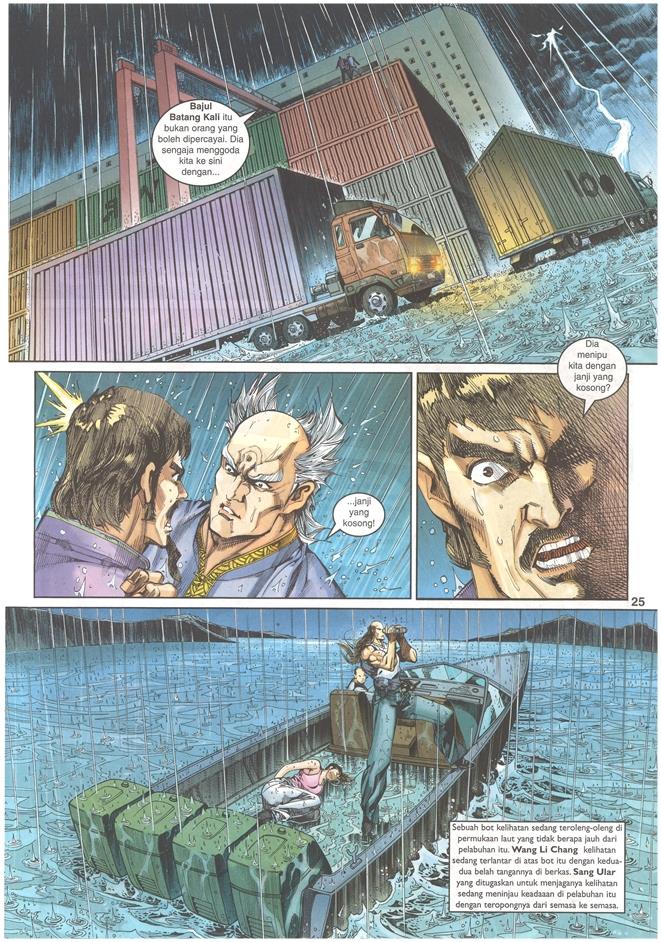 Bajul
Batang Kali itu
bukan orang yang
boleh dipercayai. Dia
sengaja menggoda
kita ke sini
dengan...
...janji
yang
kosong!
Dia
menipu
kita dengan
janji yang
kosong?
25
Sebuah bot kelihatan sedang teroleng-oleng di
permukaan laut yang tidak berapa jauh dari
pelabuhan itu. Wang Li Chang kelihatan
sedang terlantar di atas bot itu dengan kedua-
dua belah tangannya di berkas. Sang Ular
yang ditugaskan untuk menjaganya kelihatan
sedang meninjau keadaaan di pelabuhan itu
dengan teropongnya dari semasa ke semasa.